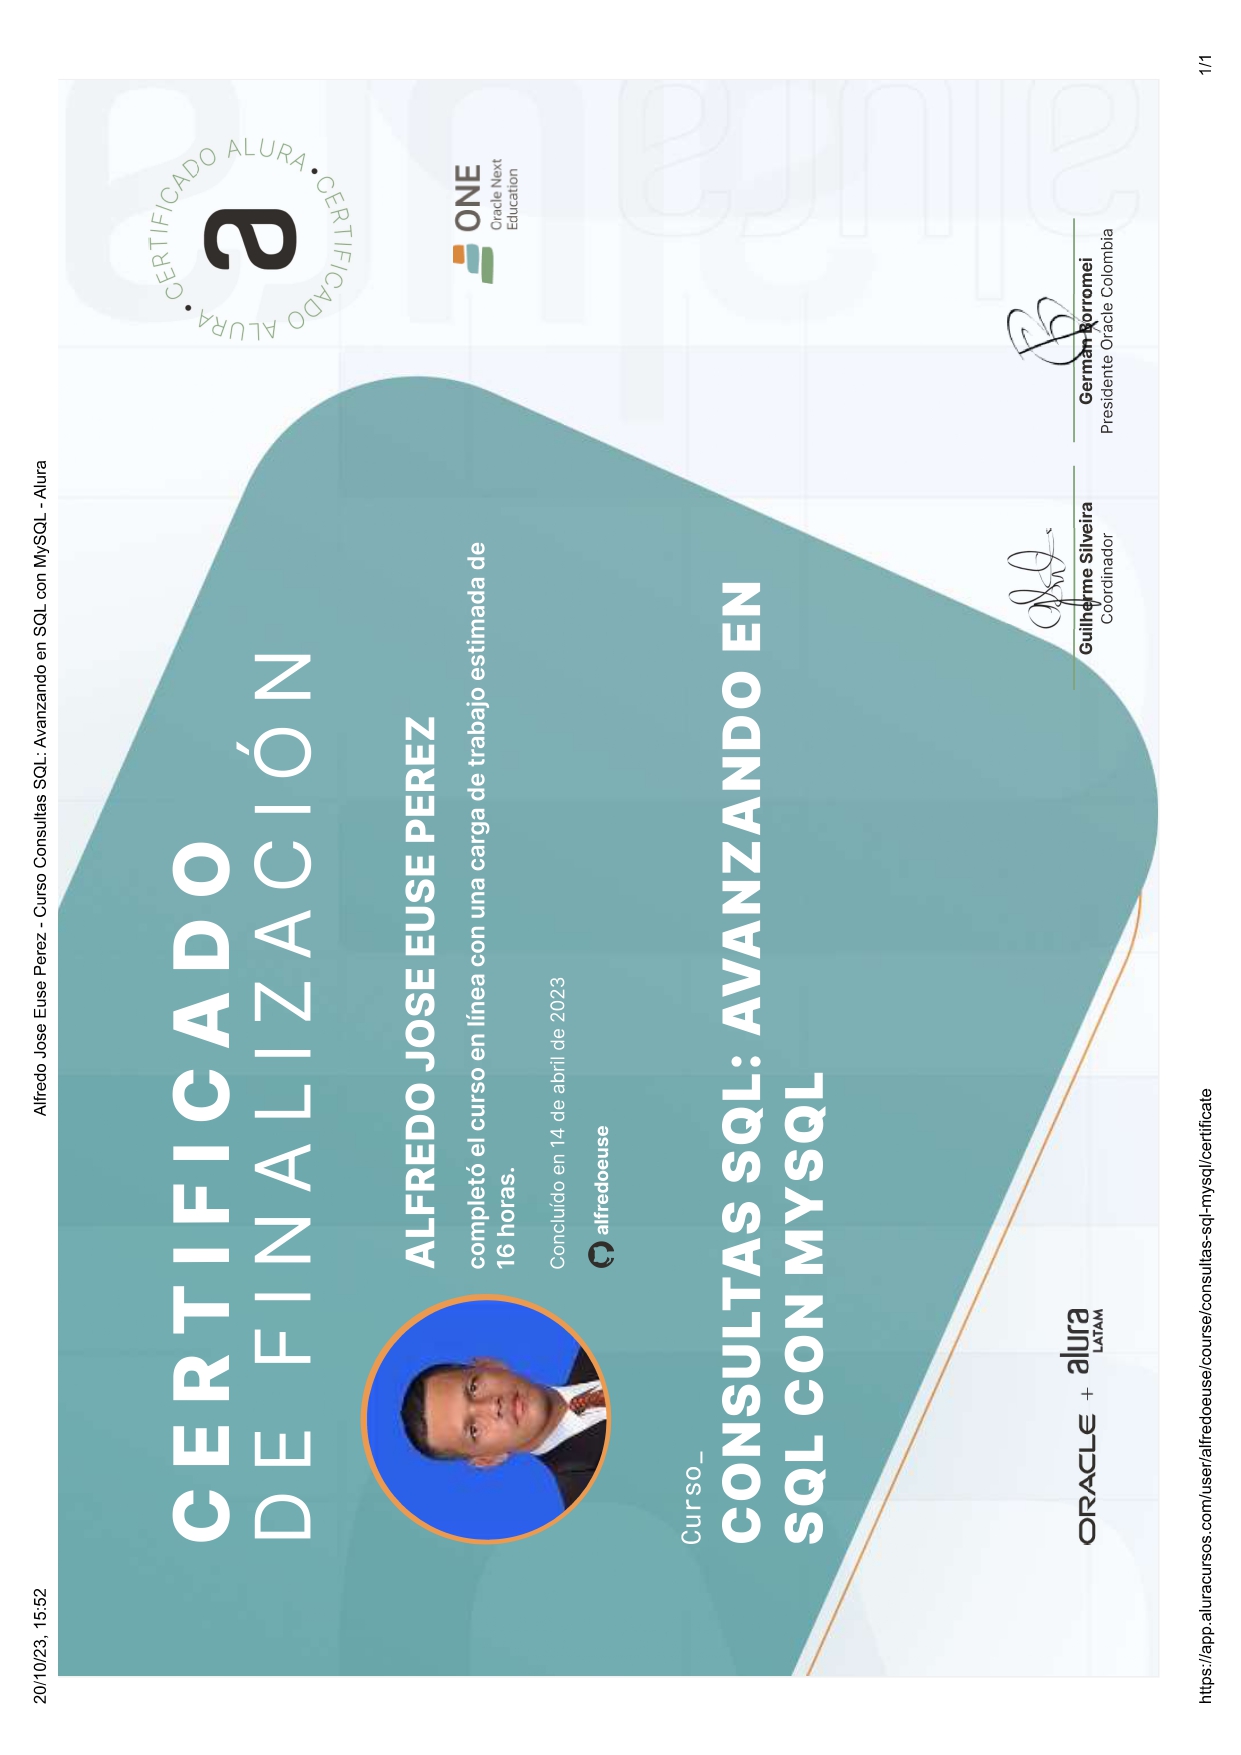 20/10/23, 15:52
Alfredo Jose Euse Perez - Curso Consultas SQL: Avanzando en SQL con MySQL - Alura
CERTIFICADO
DE FINALIZACIÓN
• CERTIFICADO ALURA • CERTIFICADO ALURA
a
ALFREDO JOSE EUSE PEREZ
completó el curso en línea con una carga de trabajo estimada de
16 horas.
Concluído en 14 de abril de 2023
alfredoeuse
ONE
Oracle Next
Education
Curso_
CONSULTAS SQL: AVANZANDO EN
SQL CON MYSQL
ORACLE + alura
LATAM
Guilherme Silveira
Coordinador
German Borromei
Presidente Oracle Colombia
https://app.aluracursos.com/user/alfredoeuse/course/consultas-sql-mysql/certificate
1/1